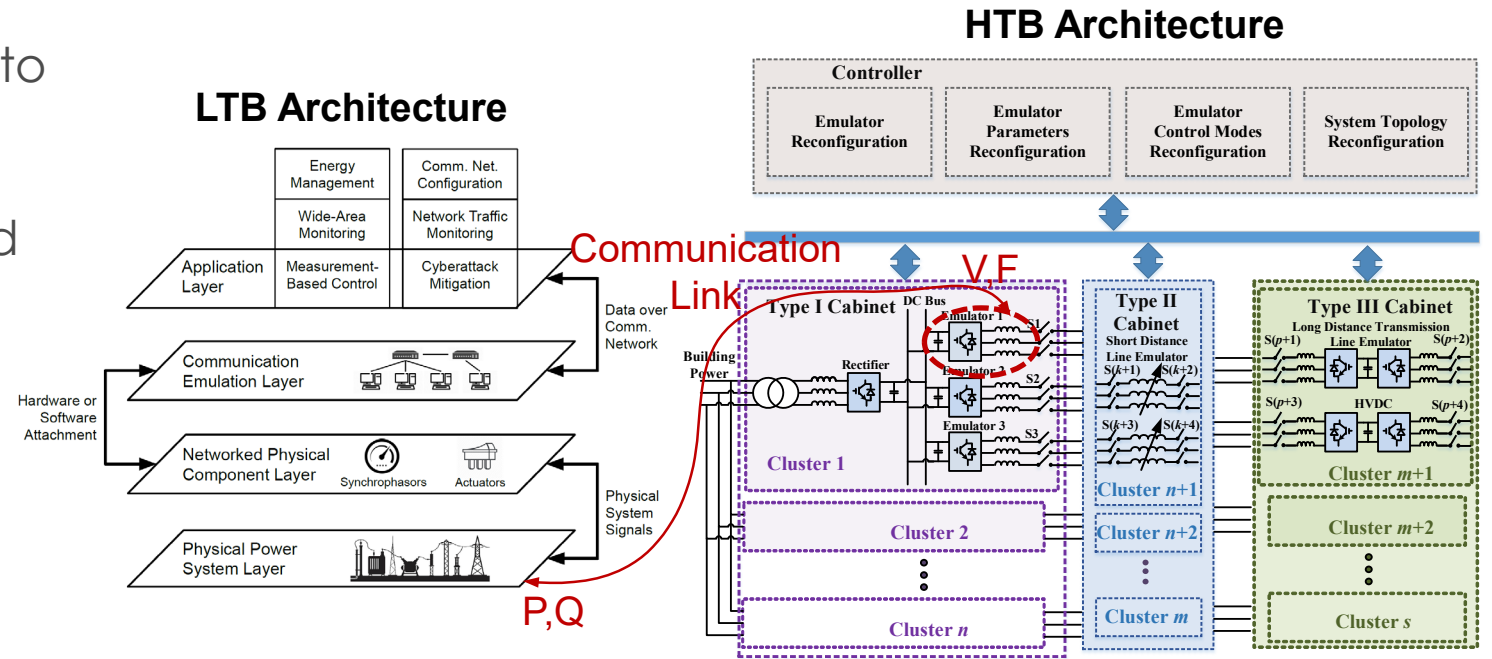 to
d
LTB Architecture
Energy
Management
Comm. Net.
Configuration
Wide-Area
Monitoring
Network Traffic
Monitoring
Application
Layer
Measurement-
Based Control
Cyberattack
Mitigation
Data over
Comm.
Network
Communication
Emulation Layer
Hardware or
Software
Attachment
Networked Physical
Component Layer
Synchrophasors
Actuators
Physical
System
Signals
Physical Power
System Layer
P,Q
Communication
Link
V,F
HTB Architecture
Controller
Emulator
Reconfiguration
Emulator
Parameters
Reconfiguration
Emulator
Control Modes
Reconfiguration
System Topology
Reconfiguration
Type I Cabinet
DC Bus
Building
Power
Rectifier
Emulator 1
S1
Emulator 2
S2
Emulator 3
S3
Cluster 1
Cluster 2
Cluster n
Type II
Cabinet
Short Distance
Line Emulator
S(k+1)
S(k+2)
S(k+3)
S(k+4)
Cluster n+1
Cluster n+2
Cluster m
Type III Cabinet
Long Distance Transmission
Line Emulator
S(p+1)
S(p+2)
HVDC
S(p+3)
S(p+4)
Cluster m+1
Cluster m+2
Cluster s